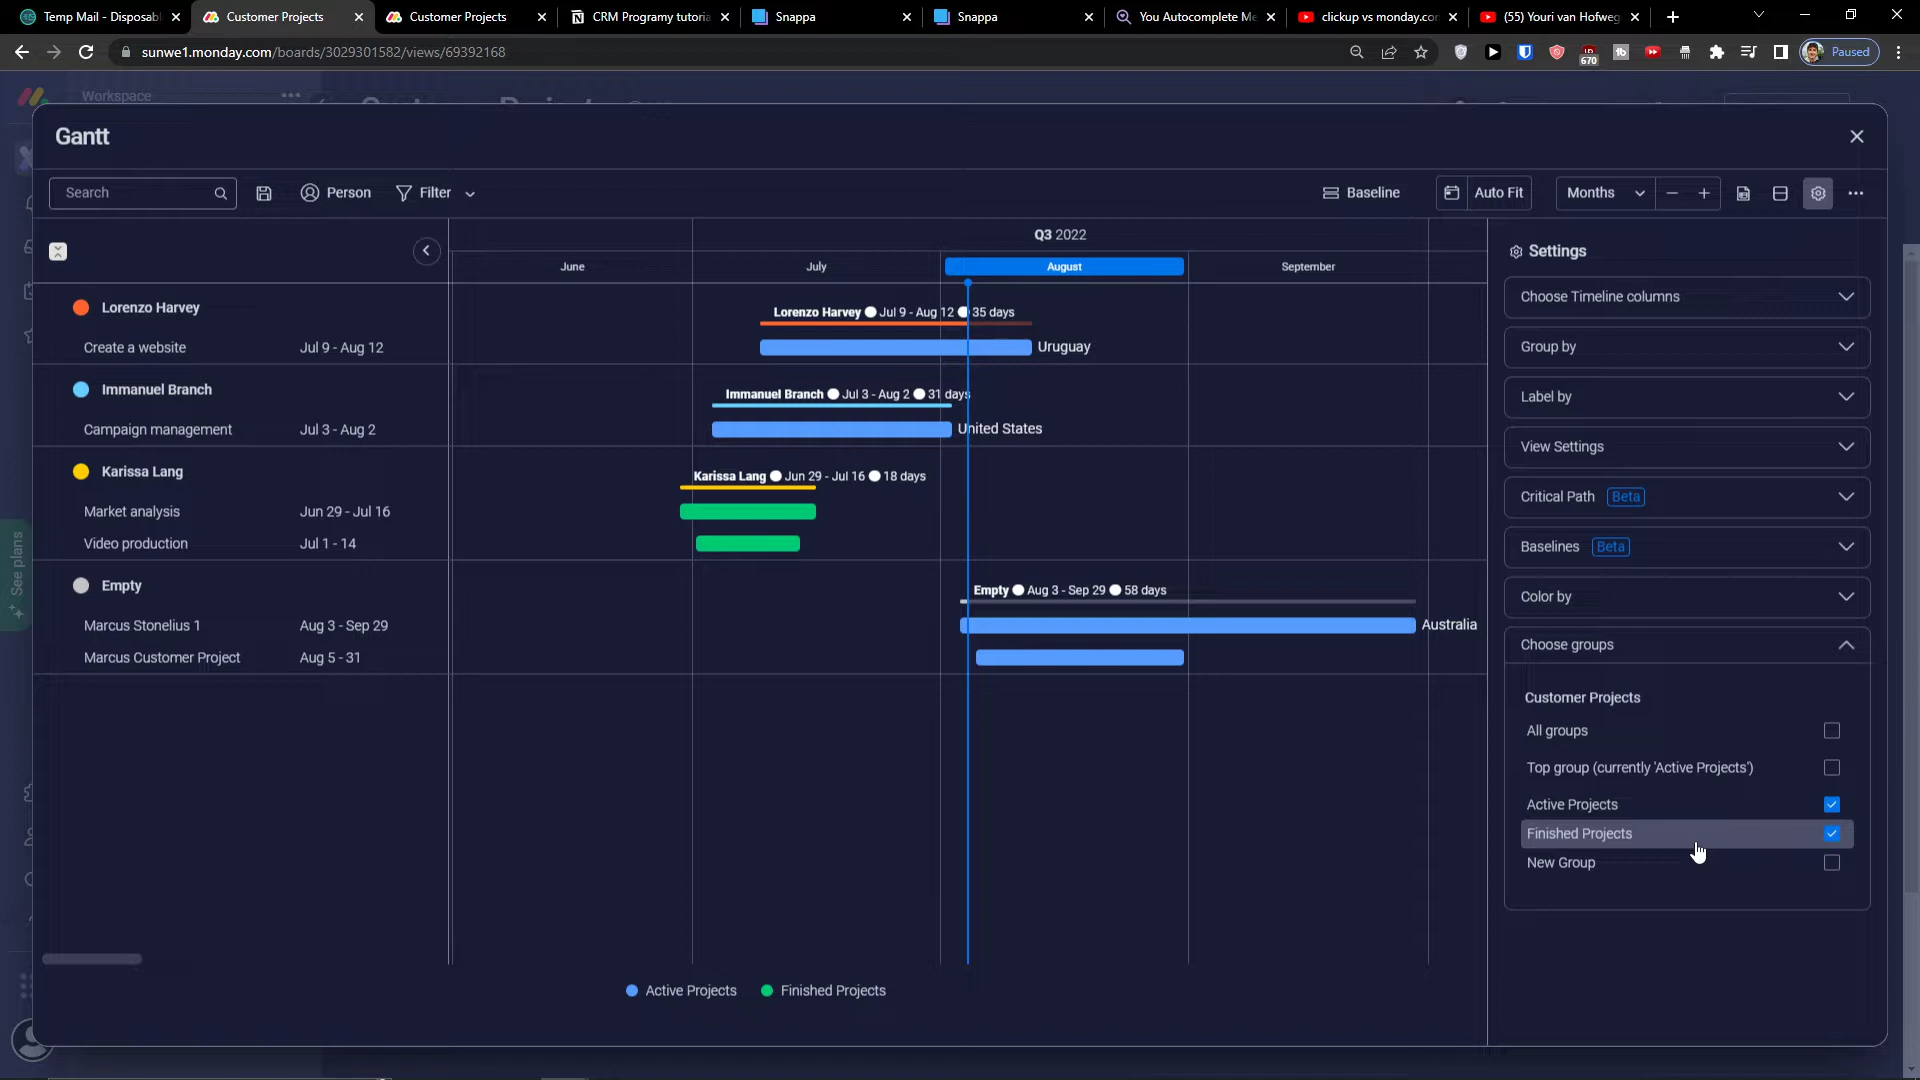 Temp Mail - Disposabl
Customer Projects
Customer Projects
CRM Programy tutoria
Snappa
Snappa
You Autocomplete Me
clickup vs monday.cor
(55) Youri van Hofweg
sunwe1.monday.com/boards/3029301582/views/69392168
670
Paused
Workspace
Gantt
Search
Person
Filter
Baseline
Auto Fit
Months
Q3 2022
June
July
August
September
Lorenzo Harvey
Create a website
Jul 9 - Aug 12
Lorenzo Harvey Jul 9 - Aug 12 35 days
Uruguay
Immanuel Branch
Campaign management
Jul 3 - Aug 2
Immanuel Branch Jul 3 - Aug 2 31 days
United States
Karissa Lang
Market analysis
Jun 29 - Jul 16
Video production
Jul 1 - 14
Karissa Lang Jun 29 - Jul 16 18 days
Empty
Marcus Stonelius 1
Aug 3 - Sep 29
Marcus Customer Project
Aug 5 - 31
Empty Aug 3 - Sep 29 58 days
Australia
Active Projects
Finished Projects
See plans
Settings
Choose Timeline columns
Group by
Label by
View Settings
Critical Path Beta
Baselines Beta
Color by
Choose groups
Customer Projects
All groups
Top group (currently 'Active Projects')
Active Projects
Finished Projects
New Group